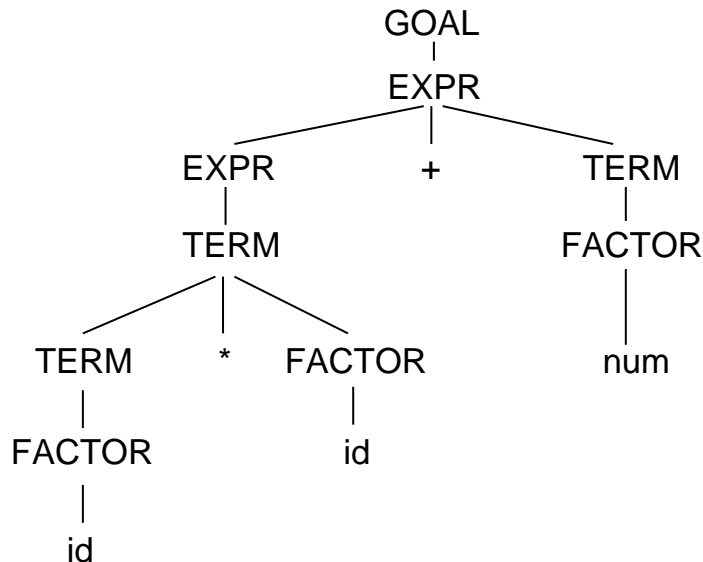 GOAL
EXPR
EXPR + TERM
TERM FACTOR
TERM * FACTOR num
FACTOR id
id